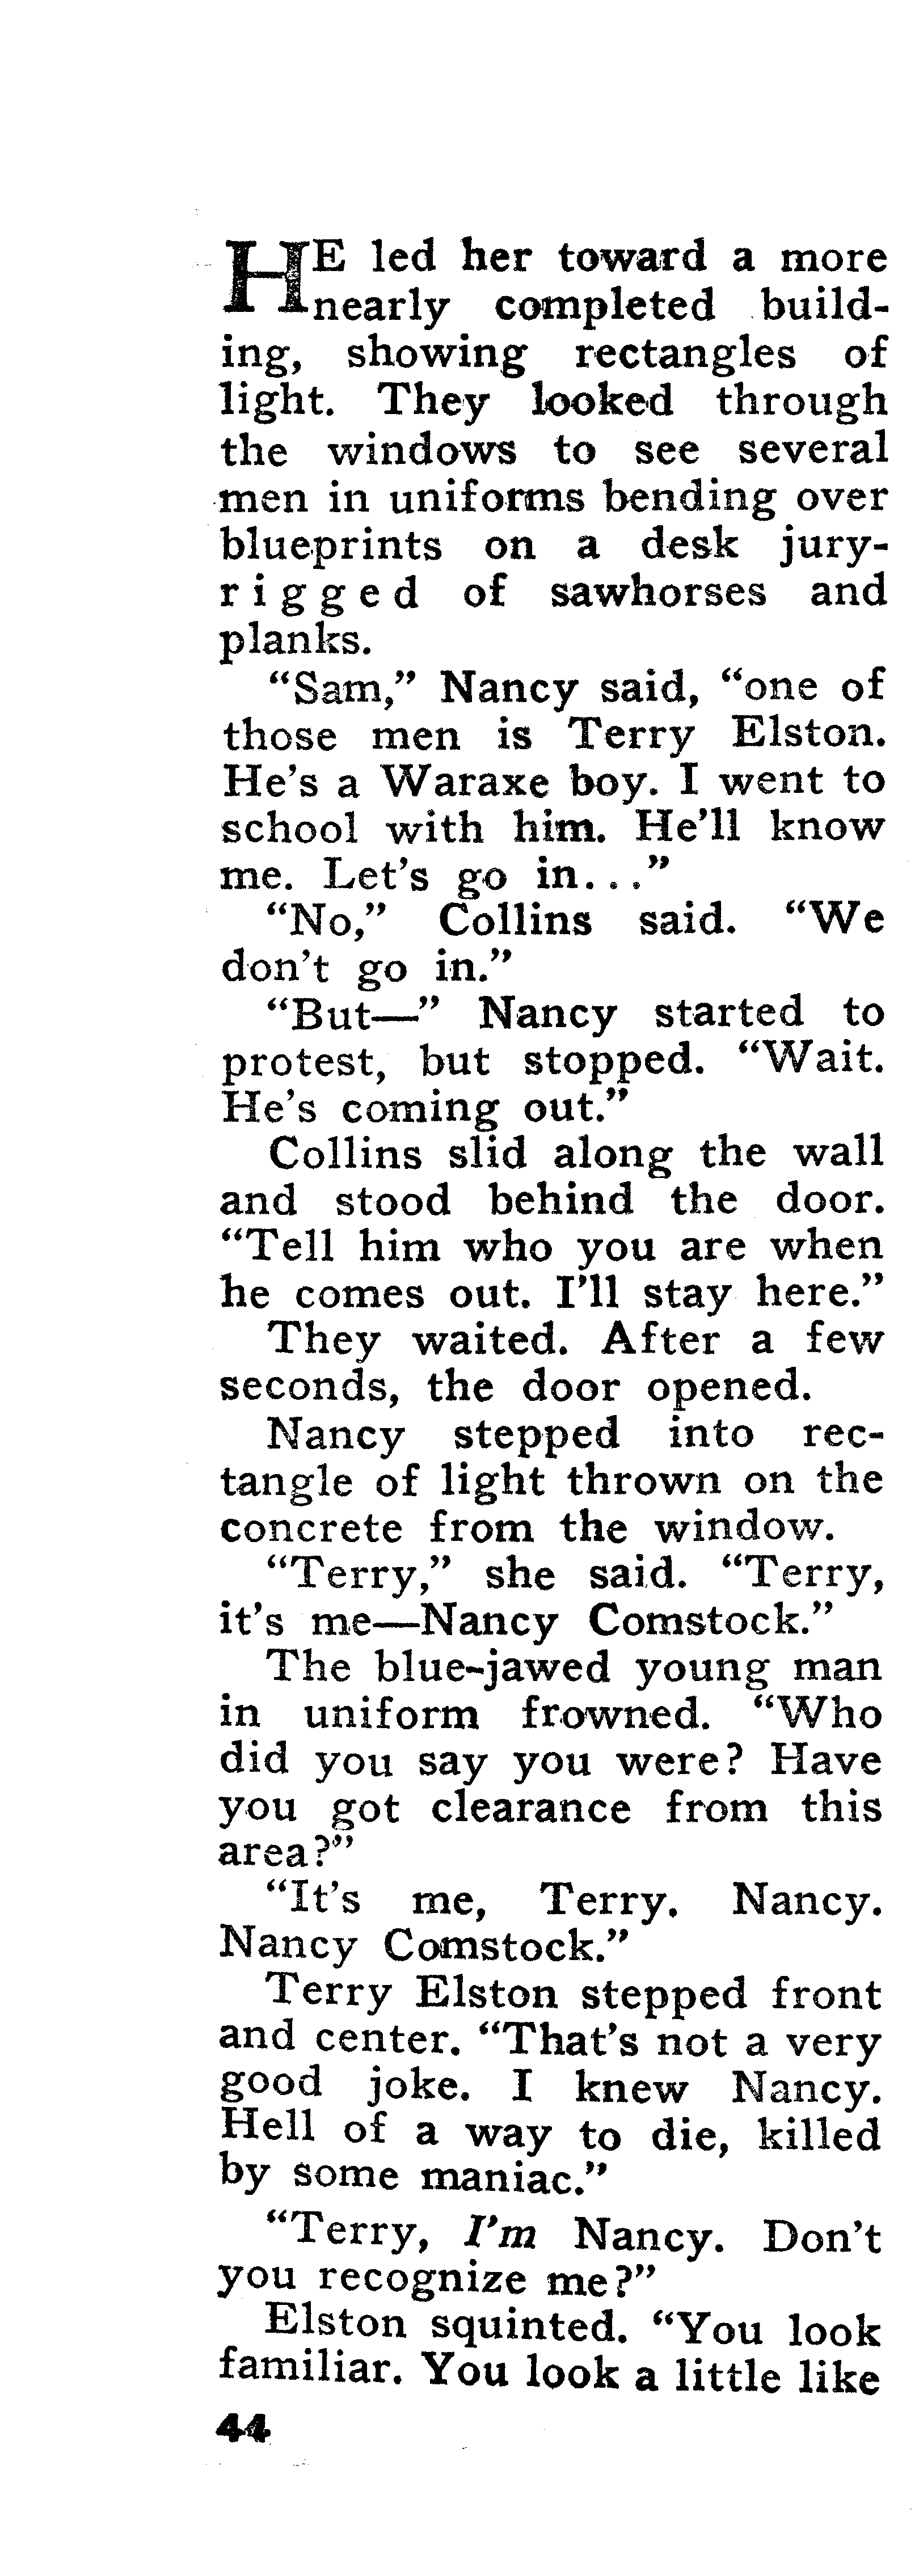 HE led her toward a more
nearly completed build-
ing, showing rectangles of
light. They looked through
the windows to see several
men in uniforms bending over
blueprints on a desk jury-
rigged of sawhorses and
planks.
“Sam,” Nancy said, “one of
those men is Terry Elston.
He’s a Waraxe boy. I went to
school with him. He’ll know
me. Let’s go in...”
“No,” Collins said. “We
don’t go in.”
“But—” Nancy started to
protest, but stopped. “Wait.
He’s coming out.”
Collins slid along the wall
and stood behind the door.
“Tell him who you are when
he comes out. I’ll stay here.”
They waited. After a few
seconds, the door opened.
Nancy stepped into rec-
tangle of light thrown on the
concrete from the window.
“Terry,” she said. “Terry,
it’s me—Nancy Comstock.”
The blue-jawed young man
in uniform frowned. “Who
did you say you were? Have
you got clearance from this
area?”
“It’s me, Terry. Nancy.
Nancy Comstock.”
Terry Elston stepped front
and center. “That’s not a very
good joke. I knew Nancy.
Hell of a way to die, killed
by some maniac.”
“Terry, I’m Nancy. Don’t
you recognize me?”
Elston squinted. “You look
familiar. You look a little like
44